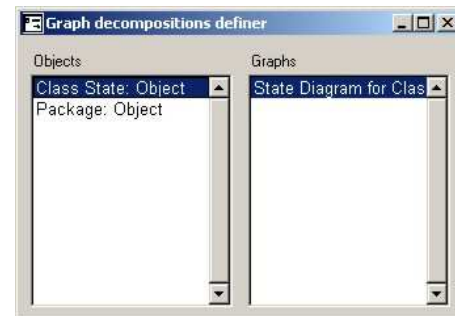 Graph decompositions definer
Objects
Graphs
Class State: Object
Package: Object
State Diagram for Clas